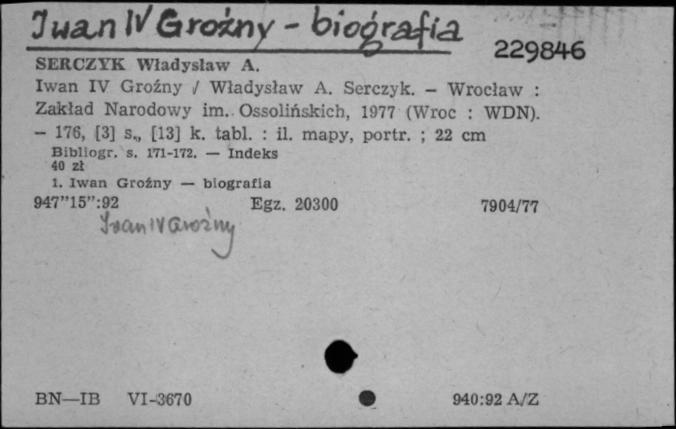 Iwan IV Groźny - biografia
229846
SERCZYK Władysław A.
Iwan IV Groźny / Władysław A. Serczyk. — Wrocław :
Zakład Narodowy im. Ossolińskich, 1977 (Wroc : WDN).
— 176, [3] s., [13] k. tabl. : il. mapy, portr. ; 22 cm
Bibliogr. s. 171-172. — Indeks
40 zł
1. Iwan Groźny — biografia
947"15":92 Egz. 20300 7904/77
Iwan IV Groźny
BN—IB VI-3670 940:92 A/Z